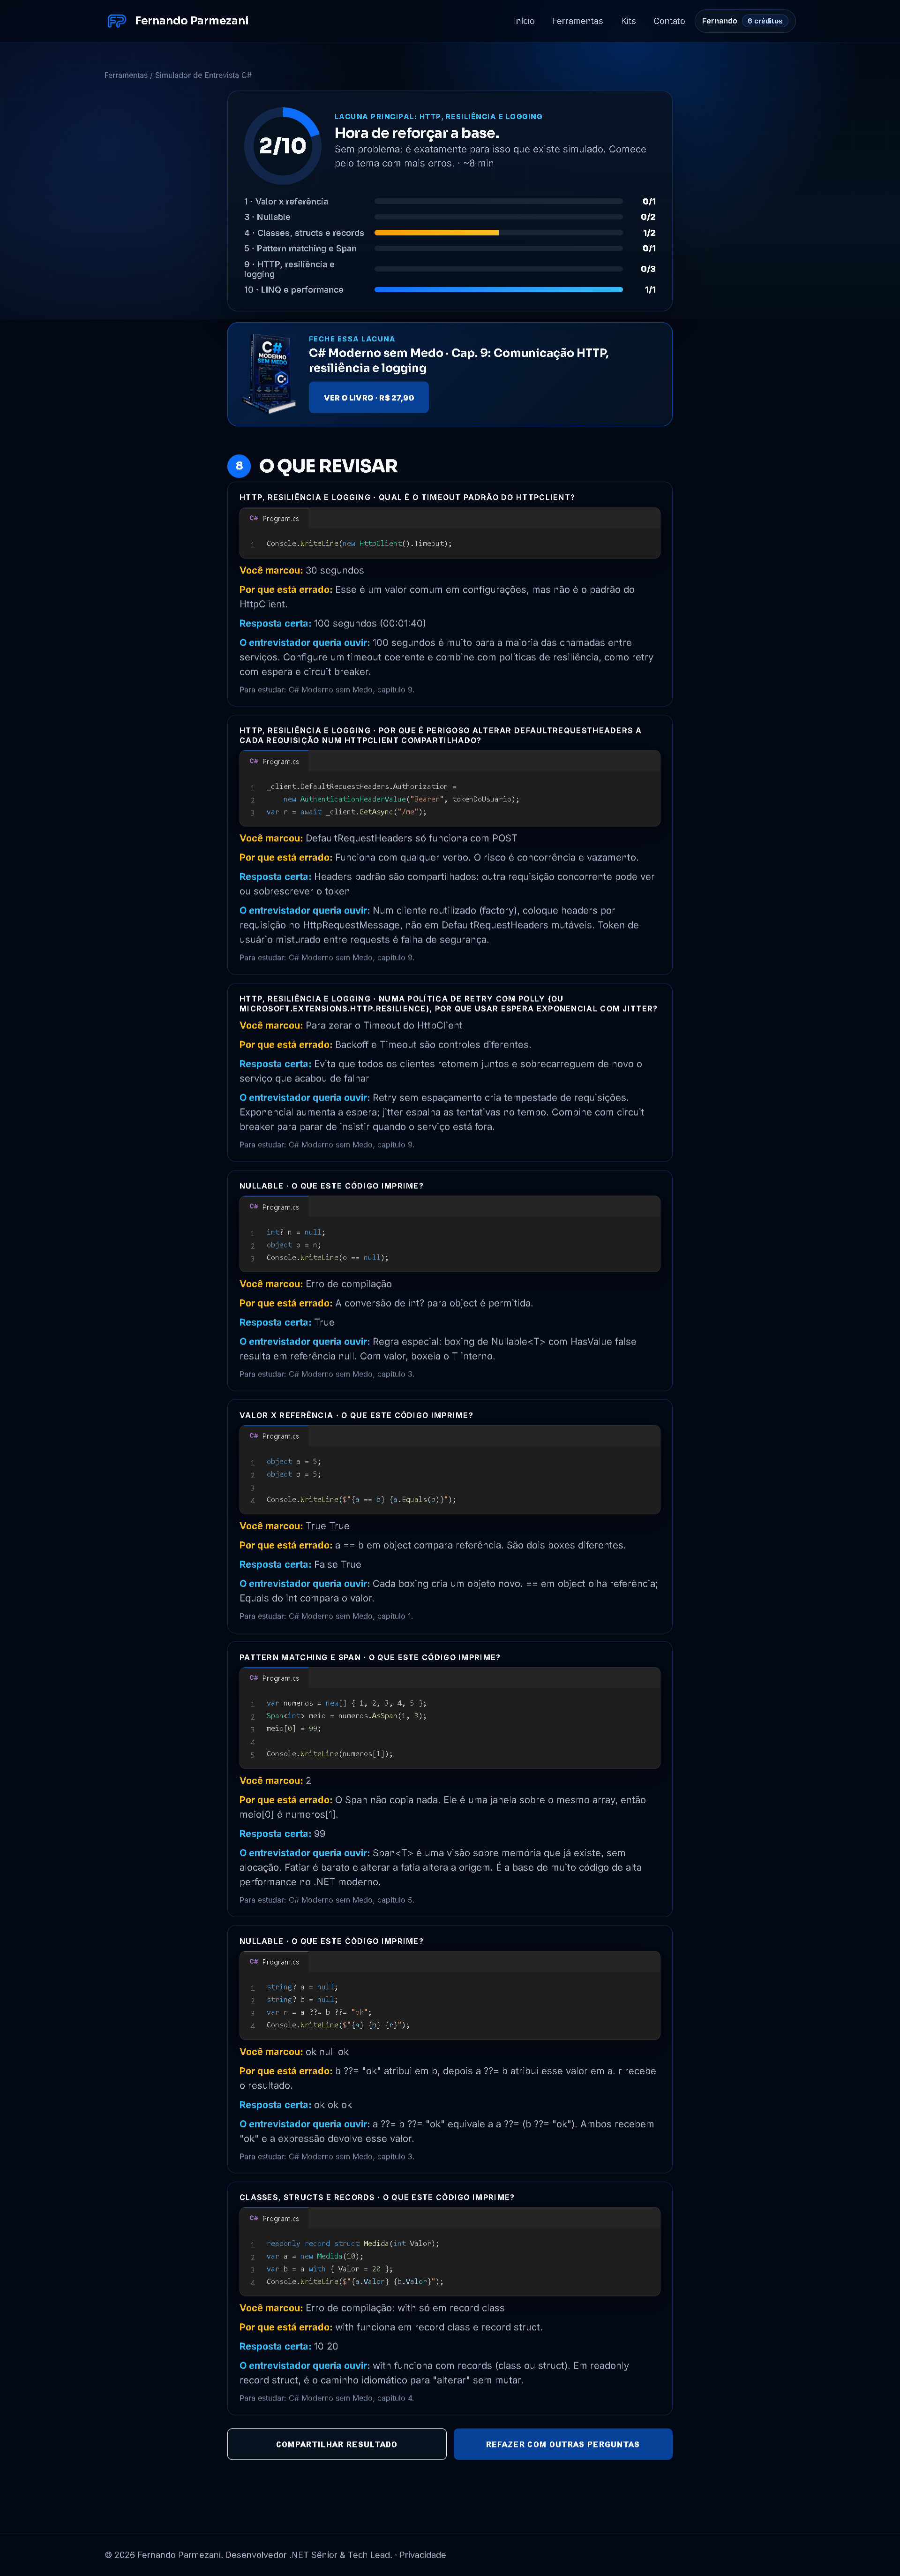 Fernando Parmezani
Início Ferramentas Kits Contato Fernando 6 créditos
Ferramentas / Simulador de Entrevista C#
2/10
LACUNA PRINCIPAL: HTTP, RESILIÊNCIA E LOGGING
Hora de reforçar a base.
Sem problema: é exatamente para isso que existe simulado. Comece
pelo tema com mais erros. · ~8 min
1 · Valor x referência 0/1
3 · Nullable 0/2
4 · Classes, structs e records 1/2
5 · Pattern matching e Span 0/1
9 · HTTP, resiliência e
logging 0/3
10 · LINQ e performance 1/1
C#
MODERNO
SEM MEDO
FECHE ESSA LACUNA
C# Moderno sem Medo · Cap. 9: Comunicação HTTP,
resiliência e logging
VER O LIVRO · R$ 27,90
8 O QUE REVISAR
HTTP, RESILIÊNCIA E LOGGING · QUAL É O TIMEOUT PADRÃO DO HTTPCLIENT?
C# Program.cs
1 Console.WriteLine(new HttpClient().Timeout);
Você marcou: 30 segundos
Por que está errado: Esse é um valor comum em configurações, mas não é o padrão do
HttpClient.
Resposta certa: 100 segundos (00:01:40)
O entrevistador queria ouvir: 100 segundos é muito para a maioria das chamadas entre
serviços. Configure um timeout coerente e combine com políticas de resiliência, como retry
com espera e circuit breaker.
Para estudar: C# Moderno sem Medo, capítulo 9.
HTTP, RESILIÊNCIA E LOGGING · POR QUE É PERIGOSO ALTERAR DEFAULTREQUESTHEADERS A
CADA REQUISIÇÃO NUM HTTPCLIENT COMPARTILHADO?
C# Program.cs
1 _client.DefaultRequestHeaders.Authorization =
2 new AuthenticationHeaderValue("Bearer", tokenDoUsuario);
3 var r = await _client.GetAsync("/me");
Você marcou: DefaultRequestHeaders só funciona com POST
Por que está errado: Funciona com qualquer verbo. O risco é concorrência e vazamento.
Resposta certa: Headers padrão são compartilhados: outra requisição concorrente pode ver
ou sobrescrever o token
O entrevistador queria ouvir: Num cliente reutilizado (factory), coloque headers por
requisição no HttpRequestMessage, não em DefaultRequestHeaders mutáveis. Token de
usuário misturado entre requests é falha de segurança.
Para estudar: C# Moderno sem Medo, capítulo 9.
HTTP, RESILIÊNCIA E LOGGING · NUMA POLÍTICA DE RETRY COM POLLY (OU
MICROSOFT.EXTENSIONS.HTTP.RESILIENCE), POR QUE USAR ESPERA EXPONENCIAL COM JITTER?
Você marcou: Para zerar o Timeout do HttpClient
Por que está errado: Backoff e Timeout são controles diferentes.
Resposta certa: Evita que todos os clientes retomem juntos e sobrecarreguem de novo o
serviço que acabou de falhar
O entrevistador queria ouvir: Retry sem espaçamento cria tempestade de requisições.
Exponencial aumenta a espera; jitter espalha as tentativas no tempo. Combine com circuit
breaker para parar de insistir quando o serviço está fora.
Para estudar: C# Moderno sem Medo, capítulo 9.
NULLABLE · O QUE ESTE CÓDIGO IMPRIME?
C# Program.cs
1 int? n = null;
2 object o = n;
3 Console.WriteLine(o == null);
Você marcou: Erro de compilação
Por que está errado: A conversão de int? para object é permitida.
Resposta certa: True
O entrevistador queria ouvir: Regra especial: boxing de Nullable<T> com HasValue false
resulta em referência null. Com valor, boxeia o T interno.
Para estudar: C# Moderno sem Medo, capítulo 3.
VALOR X REFERÊNCIA · O QUE ESTE CÓDIGO IMPRIME?
C# Program.cs
1 object a = 5;
2 object b = 5;
3
4 Console.WriteLine($"{a == b} {a.Equals(b)}");
Você marcou: True True
Por que está errado: a == b em object compara referência. São dois boxes diferentes.
Resposta certa: False True
O entrevistador queria ouvir: Cada boxing cria um objeto novo. == em object olha referência;
Equals do int compara o valor.
Para estudar: C# Moderno sem Medo, capítulo 1.
PATTERN MATCHING E SPAN · O QUE ESTE CÓDIGO IMPRIME?
C# Program.cs
1 var numeros = new[] { 1, 2, 3, 4, 5 };
2 Span<int> meio = numeros.AsSpan(1, 3);
3 meio[0] = 99;
4
5 Console.WriteLine(numeros[1]);
Você marcou: 2
Por que está errado: O Span não copia nada. Ele é uma janela sobre o mesmo array, então
meio[0] é numeros[1].
Resposta certa: 99
O entrevistador queria ouvir: Span<T> é uma visão sobre memória que já existe, sem
alocação. Fatiar é barato e alterar a fatia altera a origem. É a base de muito código de alta
performance no .NET moderno.
Para estudar: C# Moderno sem Medo, capítulo 5.
NULLABLE · O QUE ESTE CÓDIGO IMPRIME?
C# Program.cs
1 string? a = null;
2 string? b = null;
3 var r = a ??= b ??= "ok";
4 Console.WriteLine($"{a} {b} {r}");
Você marcou: ok null ok
Por que está errado: b ??= "ok" atribui em b, depois a ??= b atribui esse valor em a. r recebe
o resultado.
Resposta certa: ok ok ok
O entrevistador queria ouvir: a ??= b ??= "ok" equivale a a ??= (b ??= "ok"). Ambos recebem
"ok" e a expressão devolve esse valor.
Para estudar: C# Moderno sem Medo, capítulo 3.
CLASSES, STRUCTS E RECORDS · O QUE ESTE CÓDIGO IMPRIME?
C# Program.cs
1 readonly record struct Medida(int Valor);
2 var a = new Medida(10);
3 var b = a with { Valor = 20 };
4 Console.WriteLine($"{a.Valor} {b.Valor}");
Você marcou: Erro de compilação: with só em record class
Por que está errado: with funciona em record class e record struct.
Resposta certa: 10 20
O entrevistador queria ouvir: with funciona com records (class ou struct). Em readonly
record struct, é o caminho idiomático para "alterar" sem mutar.
Para estudar: C# Moderno sem Medo, capítulo 4.
COMPARTILHAR RESULTADO REFAZER COM OUTRAS PERGUNTAS
© 2026 Fernando Parmezani. Desenvolvedor .NET Sênior & Tech Lead. · Privacidade